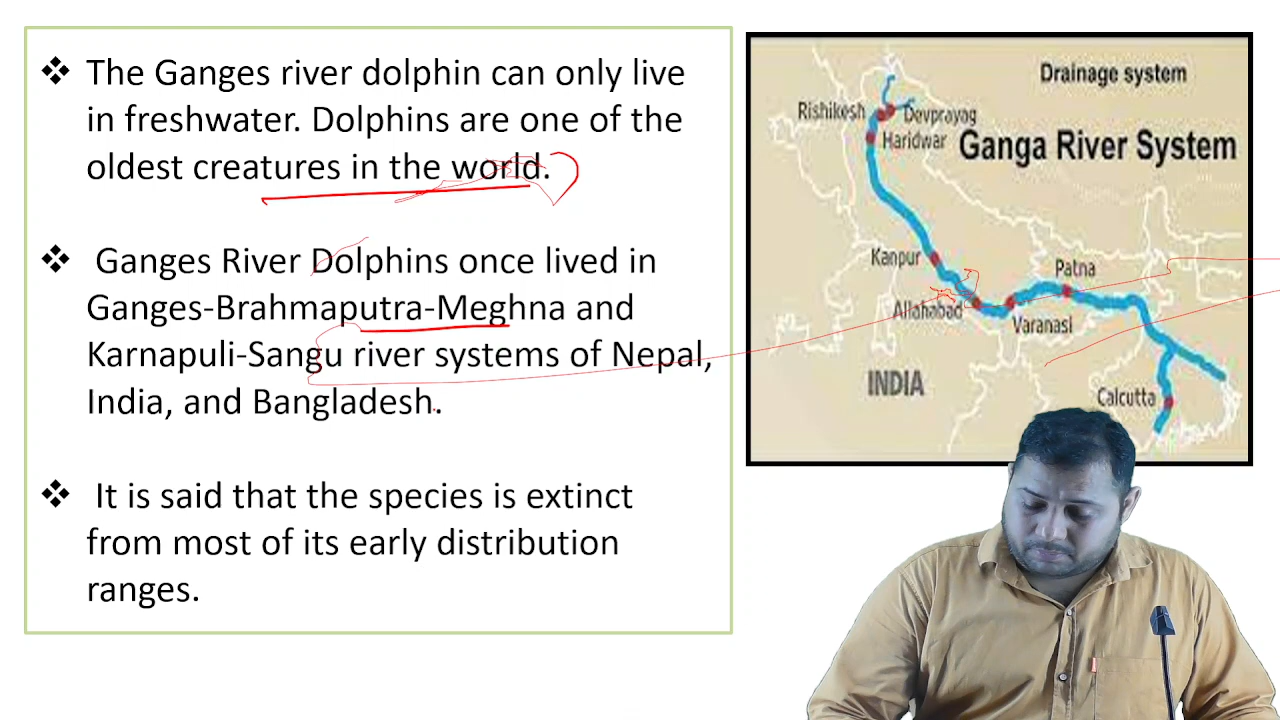 ❖ The Ganges river dolphin can only live
in freshwater. Dolphins are one of the
oldest creatures in the world.
❖ Ganges River Dolphins once lived in
Ganges-Brahmaputra-Meghna and
Karnapuli-Sangu river systems of Nepal,
India, and Bangladesh.
❖ It is said that the species is extinct
from most of its early distribution
ranges.
Drainage system
Ganga River System
Rishikesh
Devprayag
Haridwar
Kanpur
Patna
Allahabad
Varanasi
INDIA
Calcutta